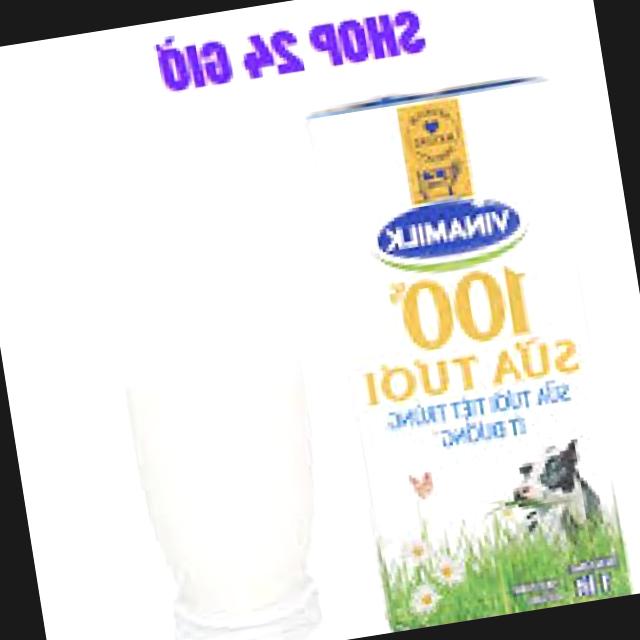 SHOP 24 GIỜ
VINAMILK
100%
SỮA TƯƠI
SỮA TƯƠI TIỆT TRÙNG
ÍT ĐƯỜNG